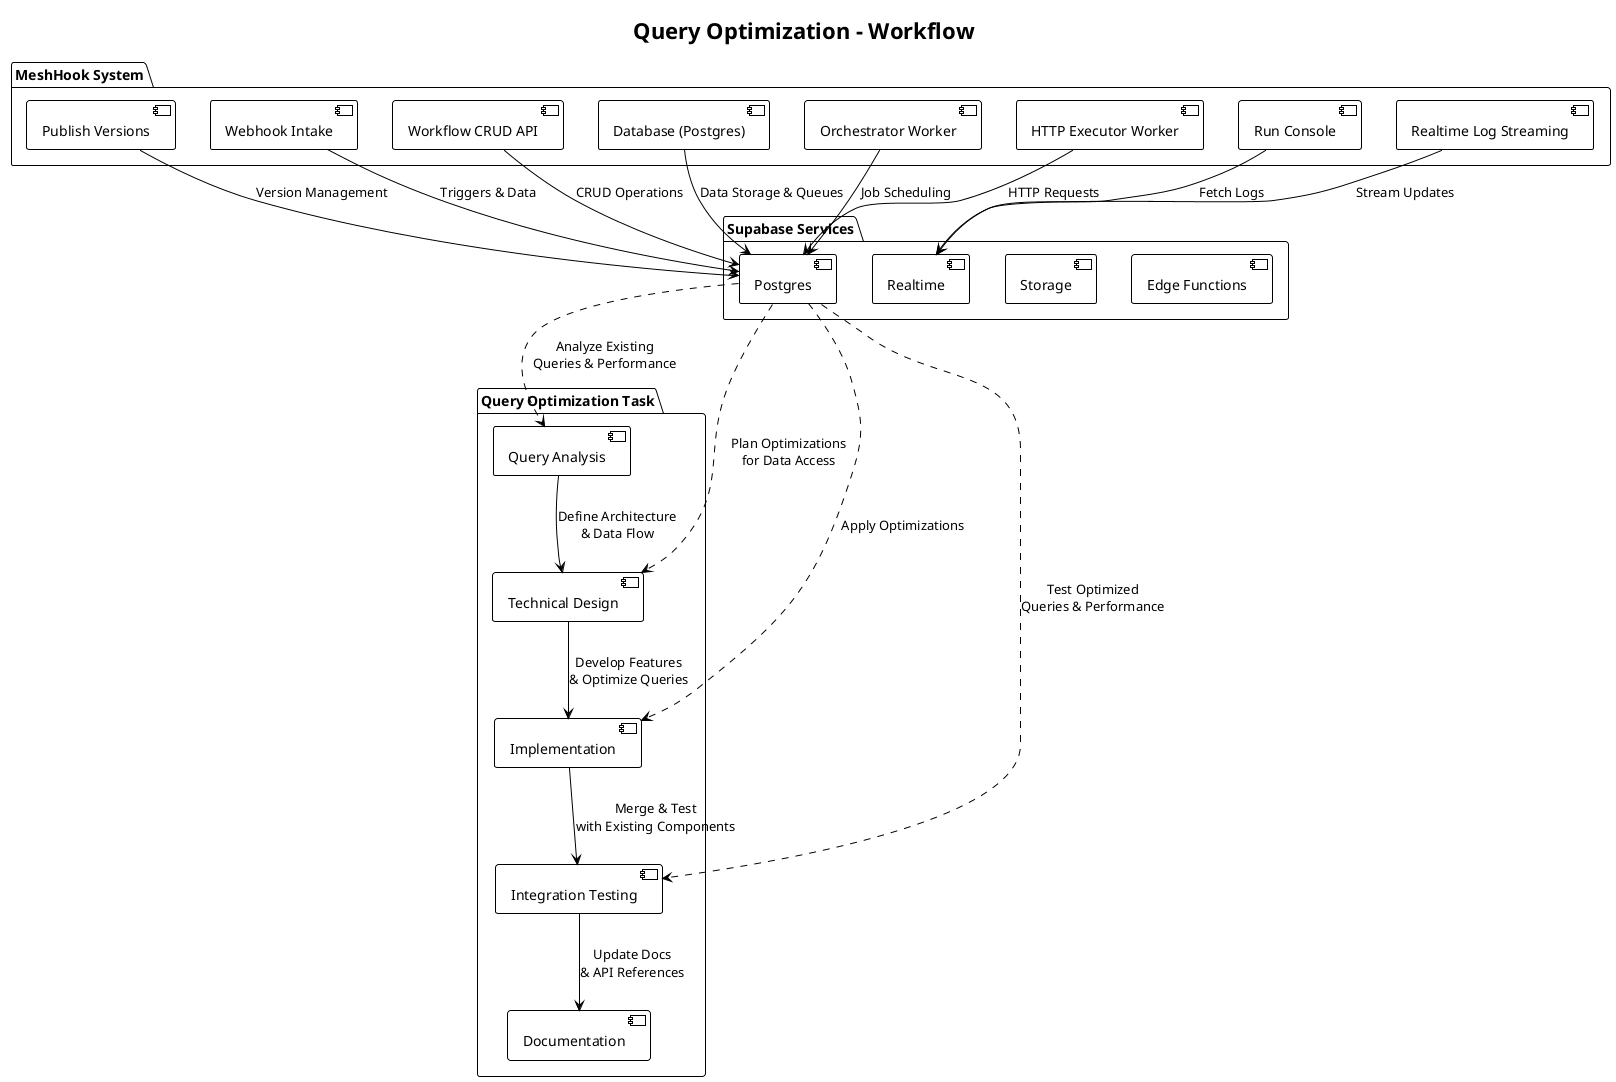 Query Optimization - Workflow
MeshHook System
Publish Versions
Webhook Intake
Workflow CRUD API
Database (Postgres)
Orchestrator Worker
HTTP Executor Worker
Run Console
Realtime Log Streaming
Version Management
Triggers & Data
CRUD Operations
Data Storage & Queues
Job Scheduling
HTTP Requests
Fetch Logs
Stream Updates
Supabase Services
Postgres
Realtime
Storage
Edge Functions
Analyze Existing
Queries & Performance
Query Optimization Task
Query Analysis
Plan Optimizations
for Data Access
Define Architecture
& Data Flow
Apply Optimizations
Technical Design
Test Optimized
Queries & Performance
Develop Features
& Optimize Queries
Implementation
Merge & Test
with Existing Components
Integration Testing
Update Docs
& API References
Documentation